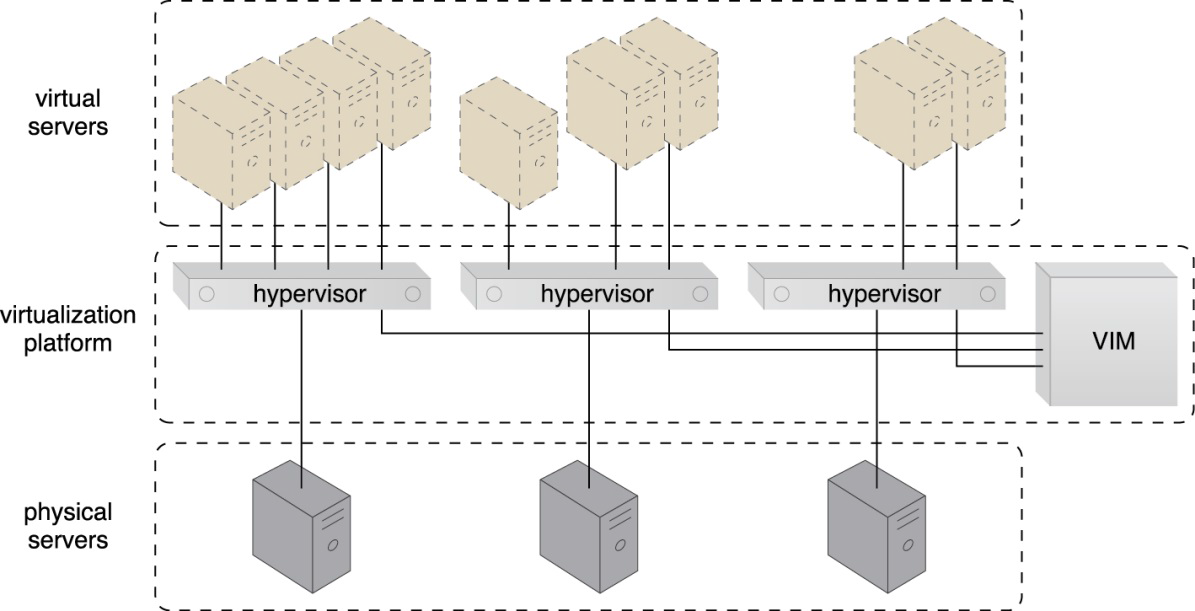 virtual
servers
hypervisor
hypervisor
hypervisor
virtualization
platform
VIM
physical
servers